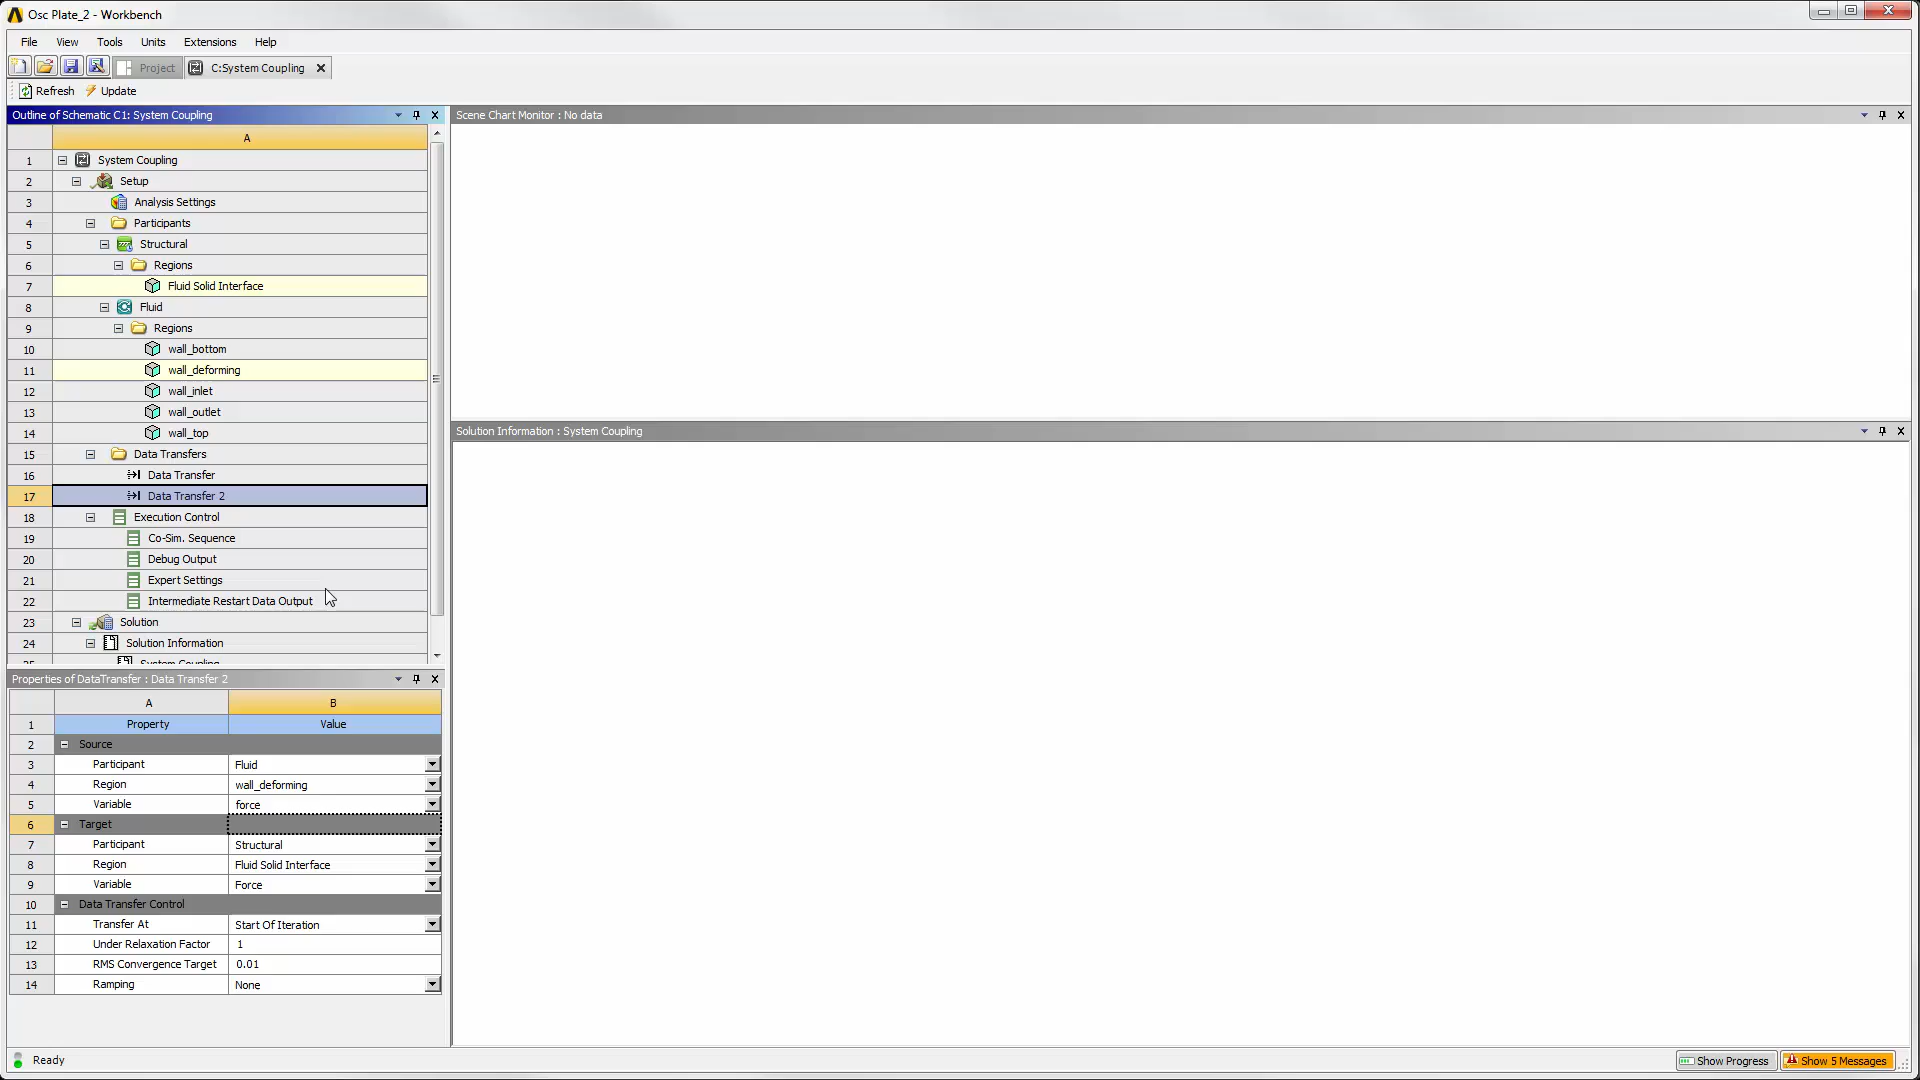 Osc Plate_2 - Workbench
File View Tools Units Extensions Help
Project C:System Coupling
Refresh Update
Outline of Schematic C1: System Coupling
A
1 System Coupling
2 Setup
3 Analysis Settings
4 Participants
5 Structural
6 Regions
7 Fluid Solid Interface
8 Fluid
9 Regions
10 wall_bottom
11 wall_deforming
12 wall_inlet
13 wall_outlet
14 wall_top
15 Data Transfers
16 Data Transfer
17 Data Transfer 2
18 Execution Control
19 Co-Sim. Sequence
20 Debug Output
21 Expert Settings
22 Intermediate Restart Data Output
23 Solution
24 Solution Information
25 System Coupling
Properties of DataTransfer : Data Transfer 2
A B
1 Property Value
2 Source
3 Participant Fluid
4 Region wall_deforming
5 Variable force
6 Target
7 Participant Structural
8 Region Fluid Solid Interface
9 Variable Force
10 Data Transfer Control
11 Transfer At Start Of Iteration
12 Under Relaxation Factor 1
13 RMS Convergence Target 0.01
14 Ramping None
Scene Chart Monitor : No data
Solution Information : System Coupling
Ready
Show Progress Show 5 Messages